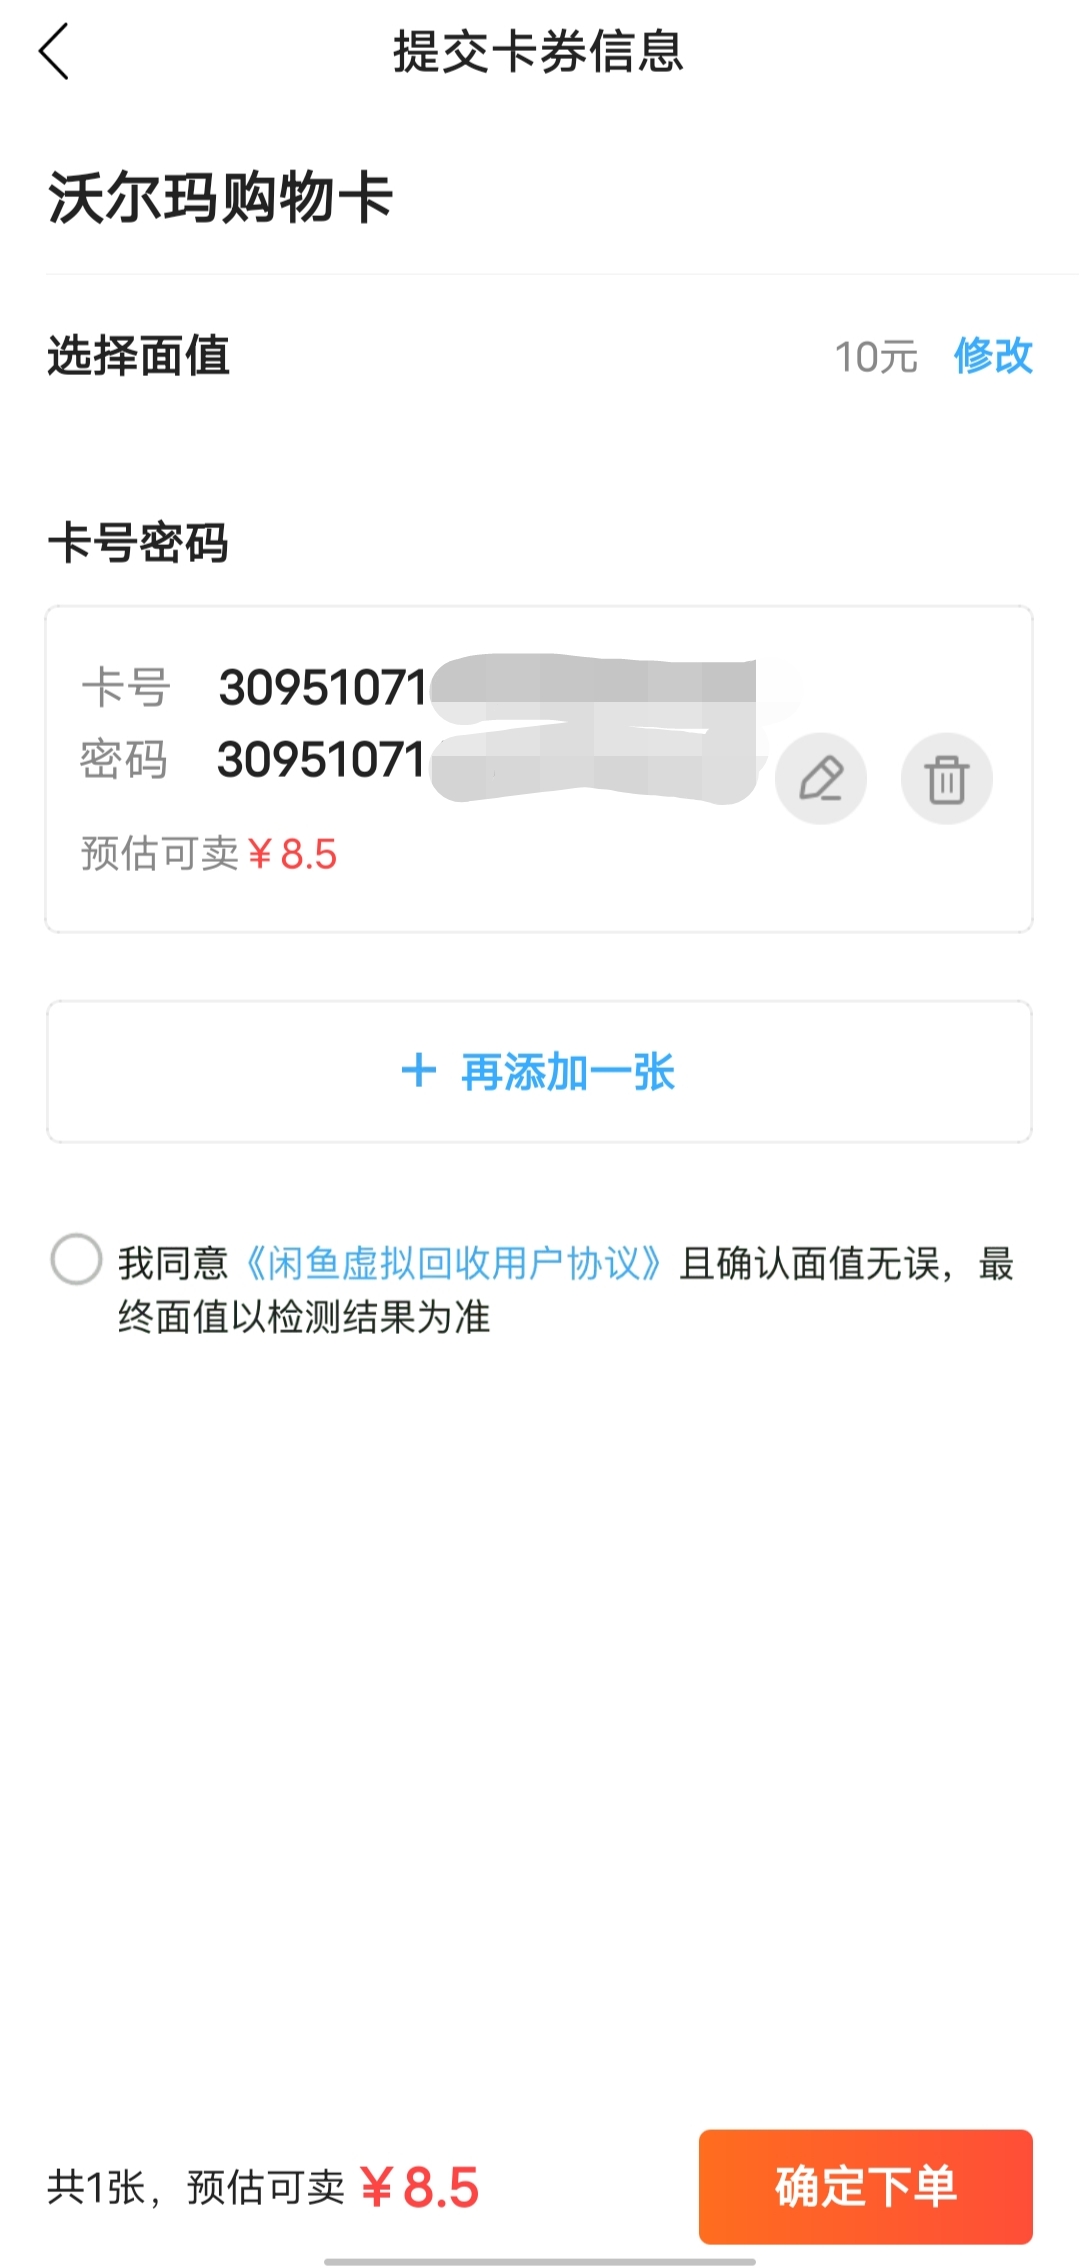 提交卡券信息
沃尔玛购物卡
选择面值 10元 修改
卡号密码
卡号 30951071
密码 30951071
预估可卖¥8.5
+ 再添加一张
我同意《闲鱼虚拟回收用户协议》且确认面值无误，最
终面值以检测结果为准
共1张，预估可卖 ¥8.5
确定下单